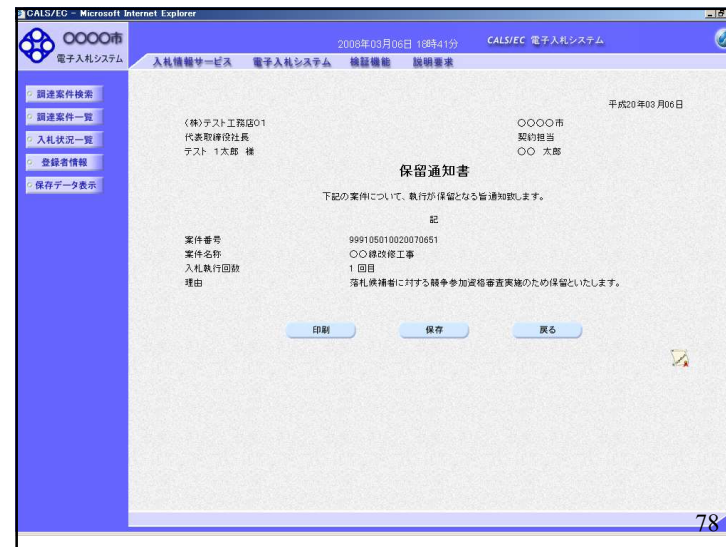 CALS/EC - Microsoft Internet Explorer
〇〇〇〇市
電子入札システム
2008年03月06日 18時41分
CALS/EC 電子入札システム
入札情報サービス 電子入札システム 検証機能 説明要求
調達案件検索
調達案件一覧
入札状況一覧
登録者情報
保存データ表示
平成20年03月06日
(株)テスト工務店01
代表取締役社長
テスト 1太郎 様
〇〇〇〇市
契約担当
〇〇 太郎
保留通知書
下記の案件について、執行が保留となる旨通知致します。
記
案件番号 999105010020070651
案件名称 〇〇線改修工事
入札執行回数 1 回目
理由 落札候補者に対する競争参加資格審査実施のため保留といたします。
印刷 保存 戻る
78